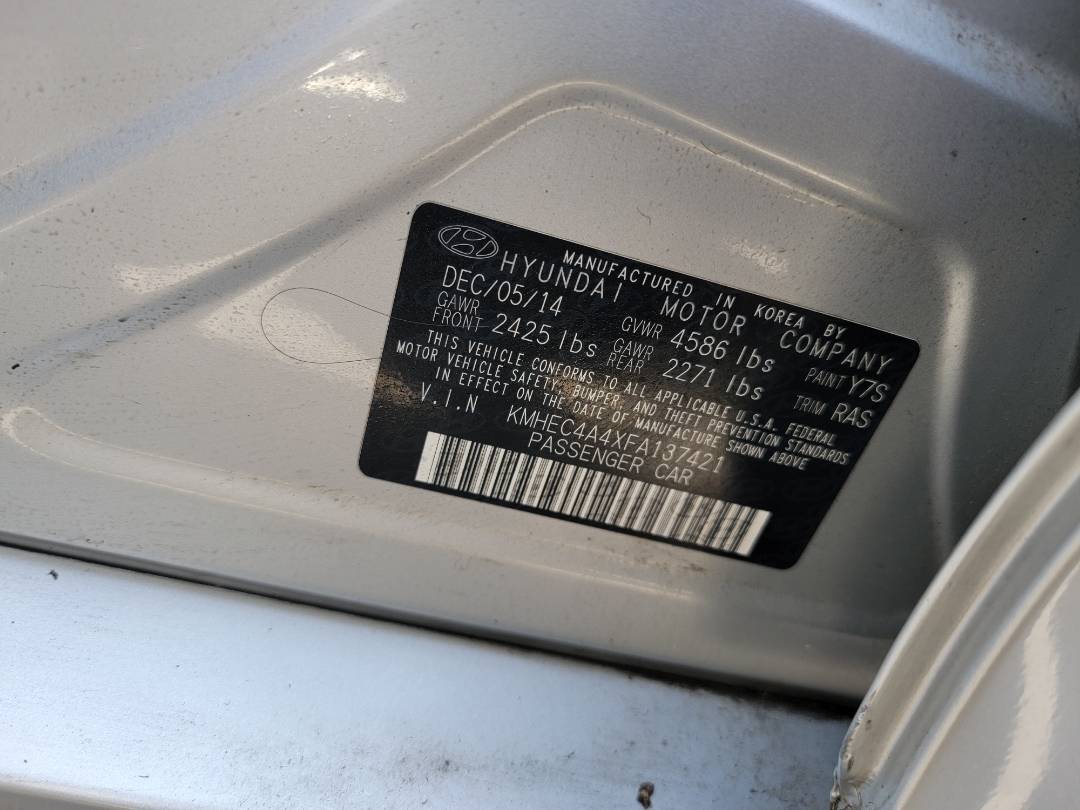 MANUFACTURED IN KOREA BY
HYUNDAI MOTOR COMPANY
DEC/05/14 GVWR 4586 lbs PAINT Y7S
GAWR FRONT 2425 lbs GAWR REAR 2271 lbs TRIM RAS
THIS VEHICLE CONFORMS TO ALL APPLICABLE U.S.A. FEDERAL
MOTOR VEHICLE SAFETY, BUMPER, AND THEFT PREVENTION STANDARDS
IN EFFECT ON THE DATE OF MANUFACTURE SHOWN ABOVE
V.I.N KMHEC4A4XFA137421
PASSENGER CAR